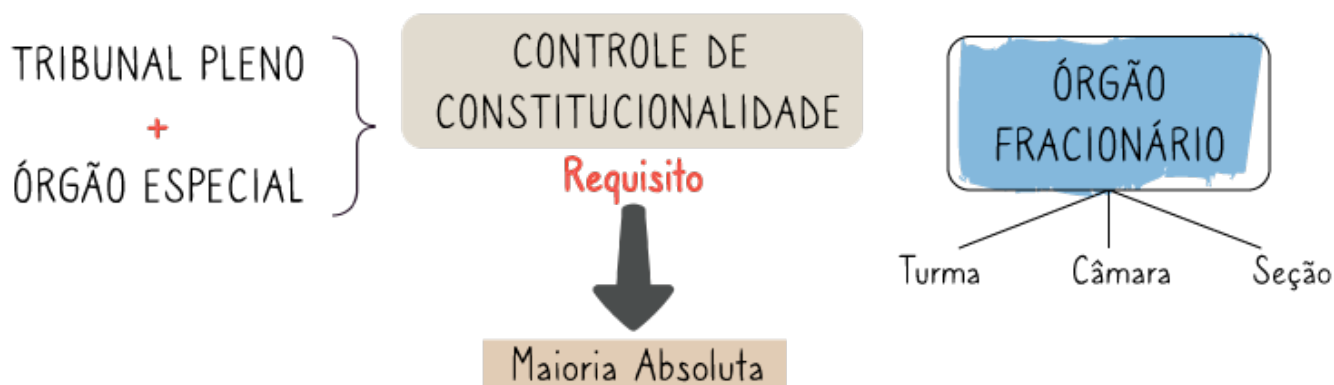 TRIBUNAL PLENO
+
ÓRGÃO ESPECIAL
CONTROLE DE
CONSTITUCIONALIDADE
Requisito
Maioria Absoluta
ÓRGÃO
FRACIONÁRIO
Turma
Câmara
Seção